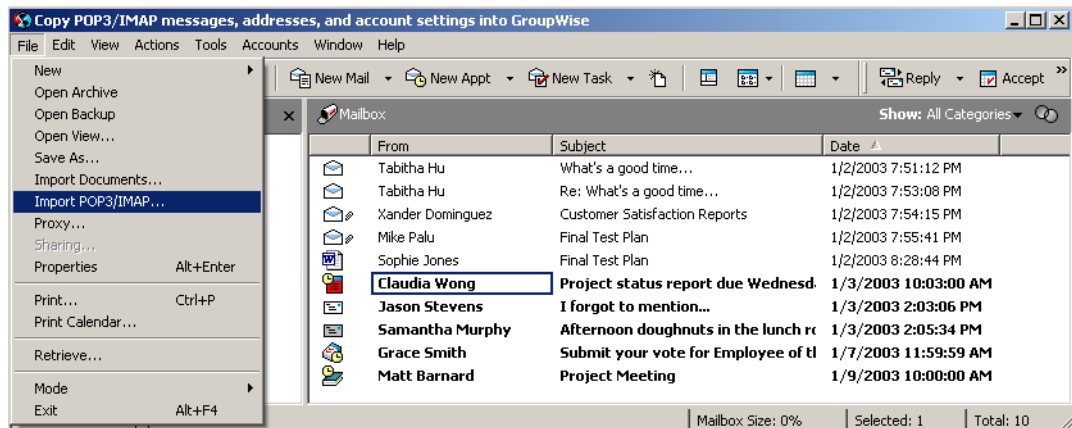 Copy POP3/IMAP messages, addresses, and account settings into GroupWise
File Edit View Actions Tools Accounts Window Help
New
Open Archive
Open Backup
Open View...
Save As...
Import Documents...
Import POP3/IMAP...
Proxy...
Sharing...
Properties Alt+Enter
Print... Ctrl+P
Print Calendar...
Retrieve...
Mode
Exit Alt+F4
New Mail New Appt New Task Reply Accept »
Mailbox Show: All Categories
From Subject Date
Tabitha Hu What's a good time... 1/2/2003 7:51:12 PM
Tabitha Hu Re: What's a good time... 1/2/2003 7:53:08 PM
Xander Dominguez Customer Satisfaction Reports 1/2/2003 7:54:15 PM
Mike Palu Final Test Plan 1/2/2003 7:55:41 PM
Sophie Jones Final Test Plan 1/2/2003 8:28:44 PM
Claudia Wong Project status report due Wednesd 1/3/2003 10:03:00 AM
Jason Stevens I forgot to mention... 1/3/2003 2:03:06 PM
Samantha Murphy Afternoon doughnuts in the lunch ro 1/3/2003 2:05:34 PM
Grace Smith Submit your vote for Employee of tl 1/7/2003 11:59:59 AM
Matt Barnard Project Meeting 1/9/2003 10:00:00 AM
Mailbox Size: 0% Selected: 1 Total: 10